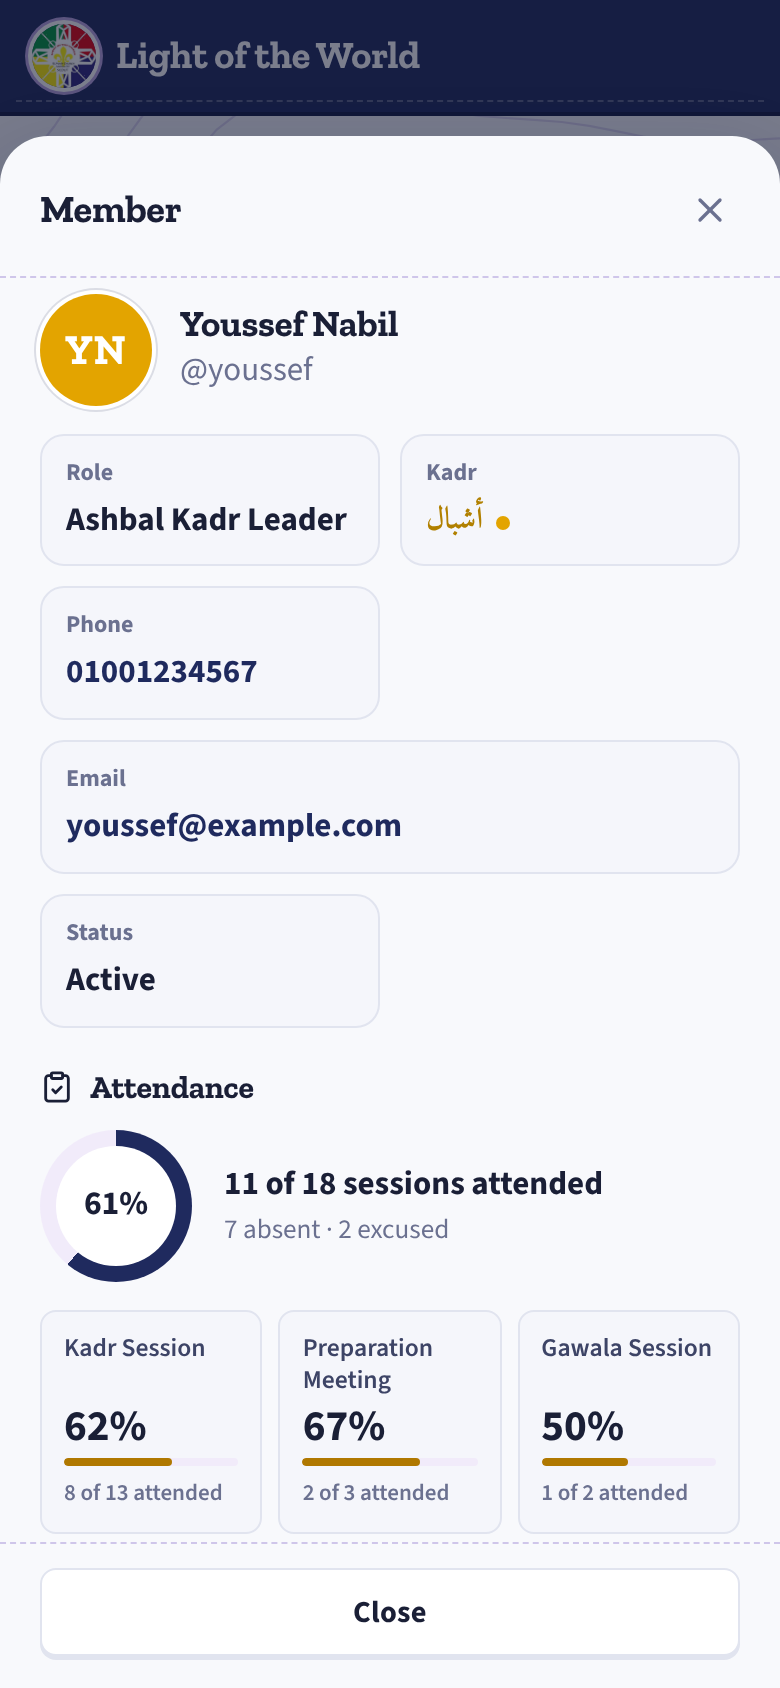 Light of the World
Member
YN
Youssef Nabil
@youssef
Role
Ashbal Kadr Leader
Kadr
أشبال
Phone
01001234567
Email
youssef@example.com
Status
Active
Attendance
61%
11 of 18 sessions attended
7 absent · 2 excused
Kadr Session
62%
8 of 13 attended
Preparation
Meeting
67%
2 of 3 attended
Gawala Session
50%
1 of 2 attended
Close